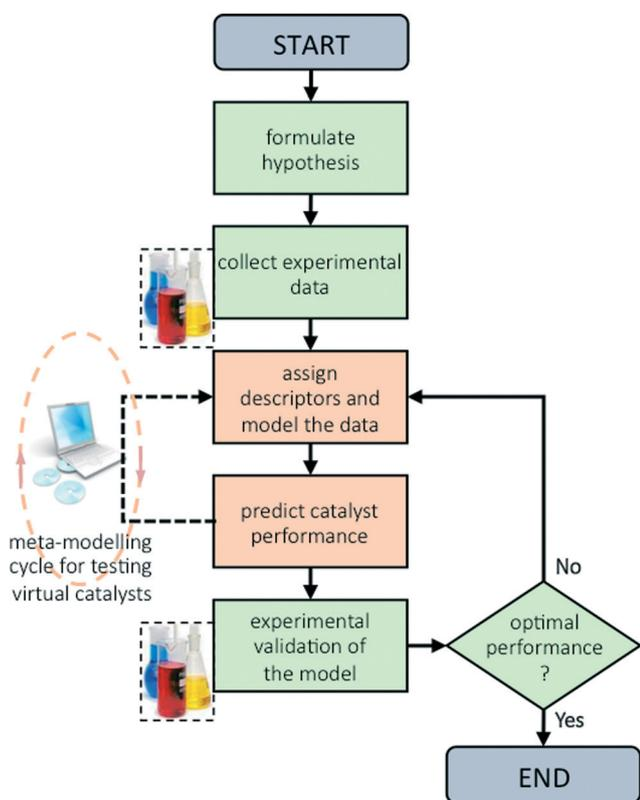 START
formulate
hypothesis
collect experimental
data
assign
descriptors and
model the data
predict catalyst
performance
meta-modelling
cycle for testing
virtual catalysts
experimental
validation of
the model
optimal
performance
?
No
Yes
END